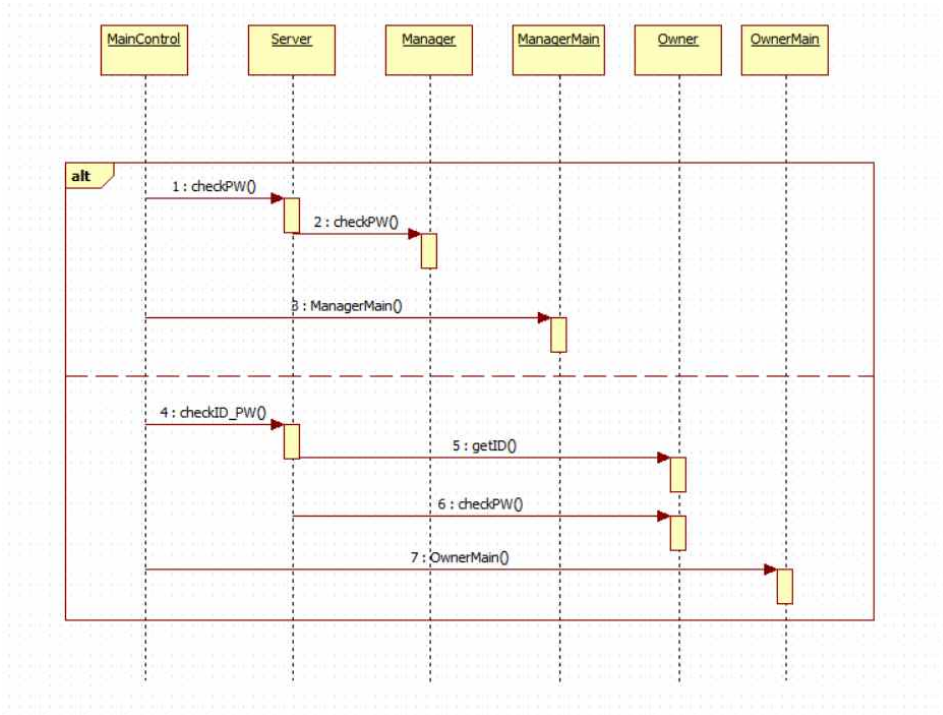 MainControl
Server
Manager
ManagerMain
Owner
OwnerMain
alt
1 : checkPW()
2 : checkPW()
3 : ManagerMain()
4 : checkID_PW()
5 : getID()
6 : checkPW()
7 : OwnerMain()